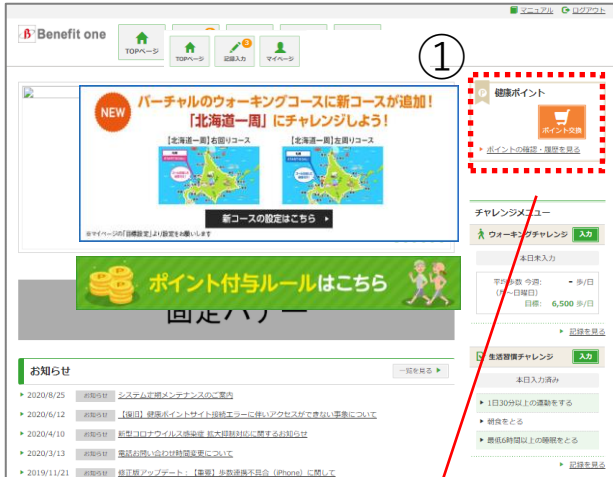 マニュアル ログアウト
Benefit one
TOPページ
TOPページ
3
記録入力
マイページ
①
NEW
バーチャルのウォーキングコースに新コースが追加！
「北海道一周」にチャレンジしよう！
【北海道一周】右回りコース 【北海道一周】左回りコース
新コースの設定はこちら
※マイページの「目標設定」より設定をお願いします
ポイント付与ルールはこちら
健康ポイント
ポイント交換
ポイントの確認・履歴を見る
チャレンジメニュー
ウォーキングチャレンジ 入力
本日未入力
平均歩数 今週: - 歩/日
(月～日曜日)
目標: 6,500 歩/日
記録を見る
生活習慣チャレンジ 入力
本日入力済み
1日30分以上の運動をする
朝食をとる
最低6時間以上の睡眠をとる
記録を見る
お知らせ 一覧を見る
2020/8/25 お知らせ システム定期メンテナンスのご案内
2020/6/12 お知らせ 【復旧】健康ポイントサイト接続エラーに伴いアクセスができない事象について
2020/4/10 お知らせ 新型コロナウイルス感染症 拡大抑制対応に関するお知らせ
2020/3/13 お知らせ 電話お問い合わせ時間変更について
2019/11/21 お知らせ 修正版アップデート：【重要】歩数連携不具合（iPhone）に関して